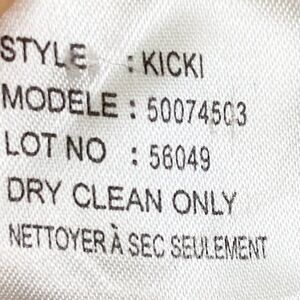 STYLE : KICKI
MODELE : 50074503
LOT NO : 56049
DRY CLEAN ONLY
NETTOYER À SEC SEULEMENT